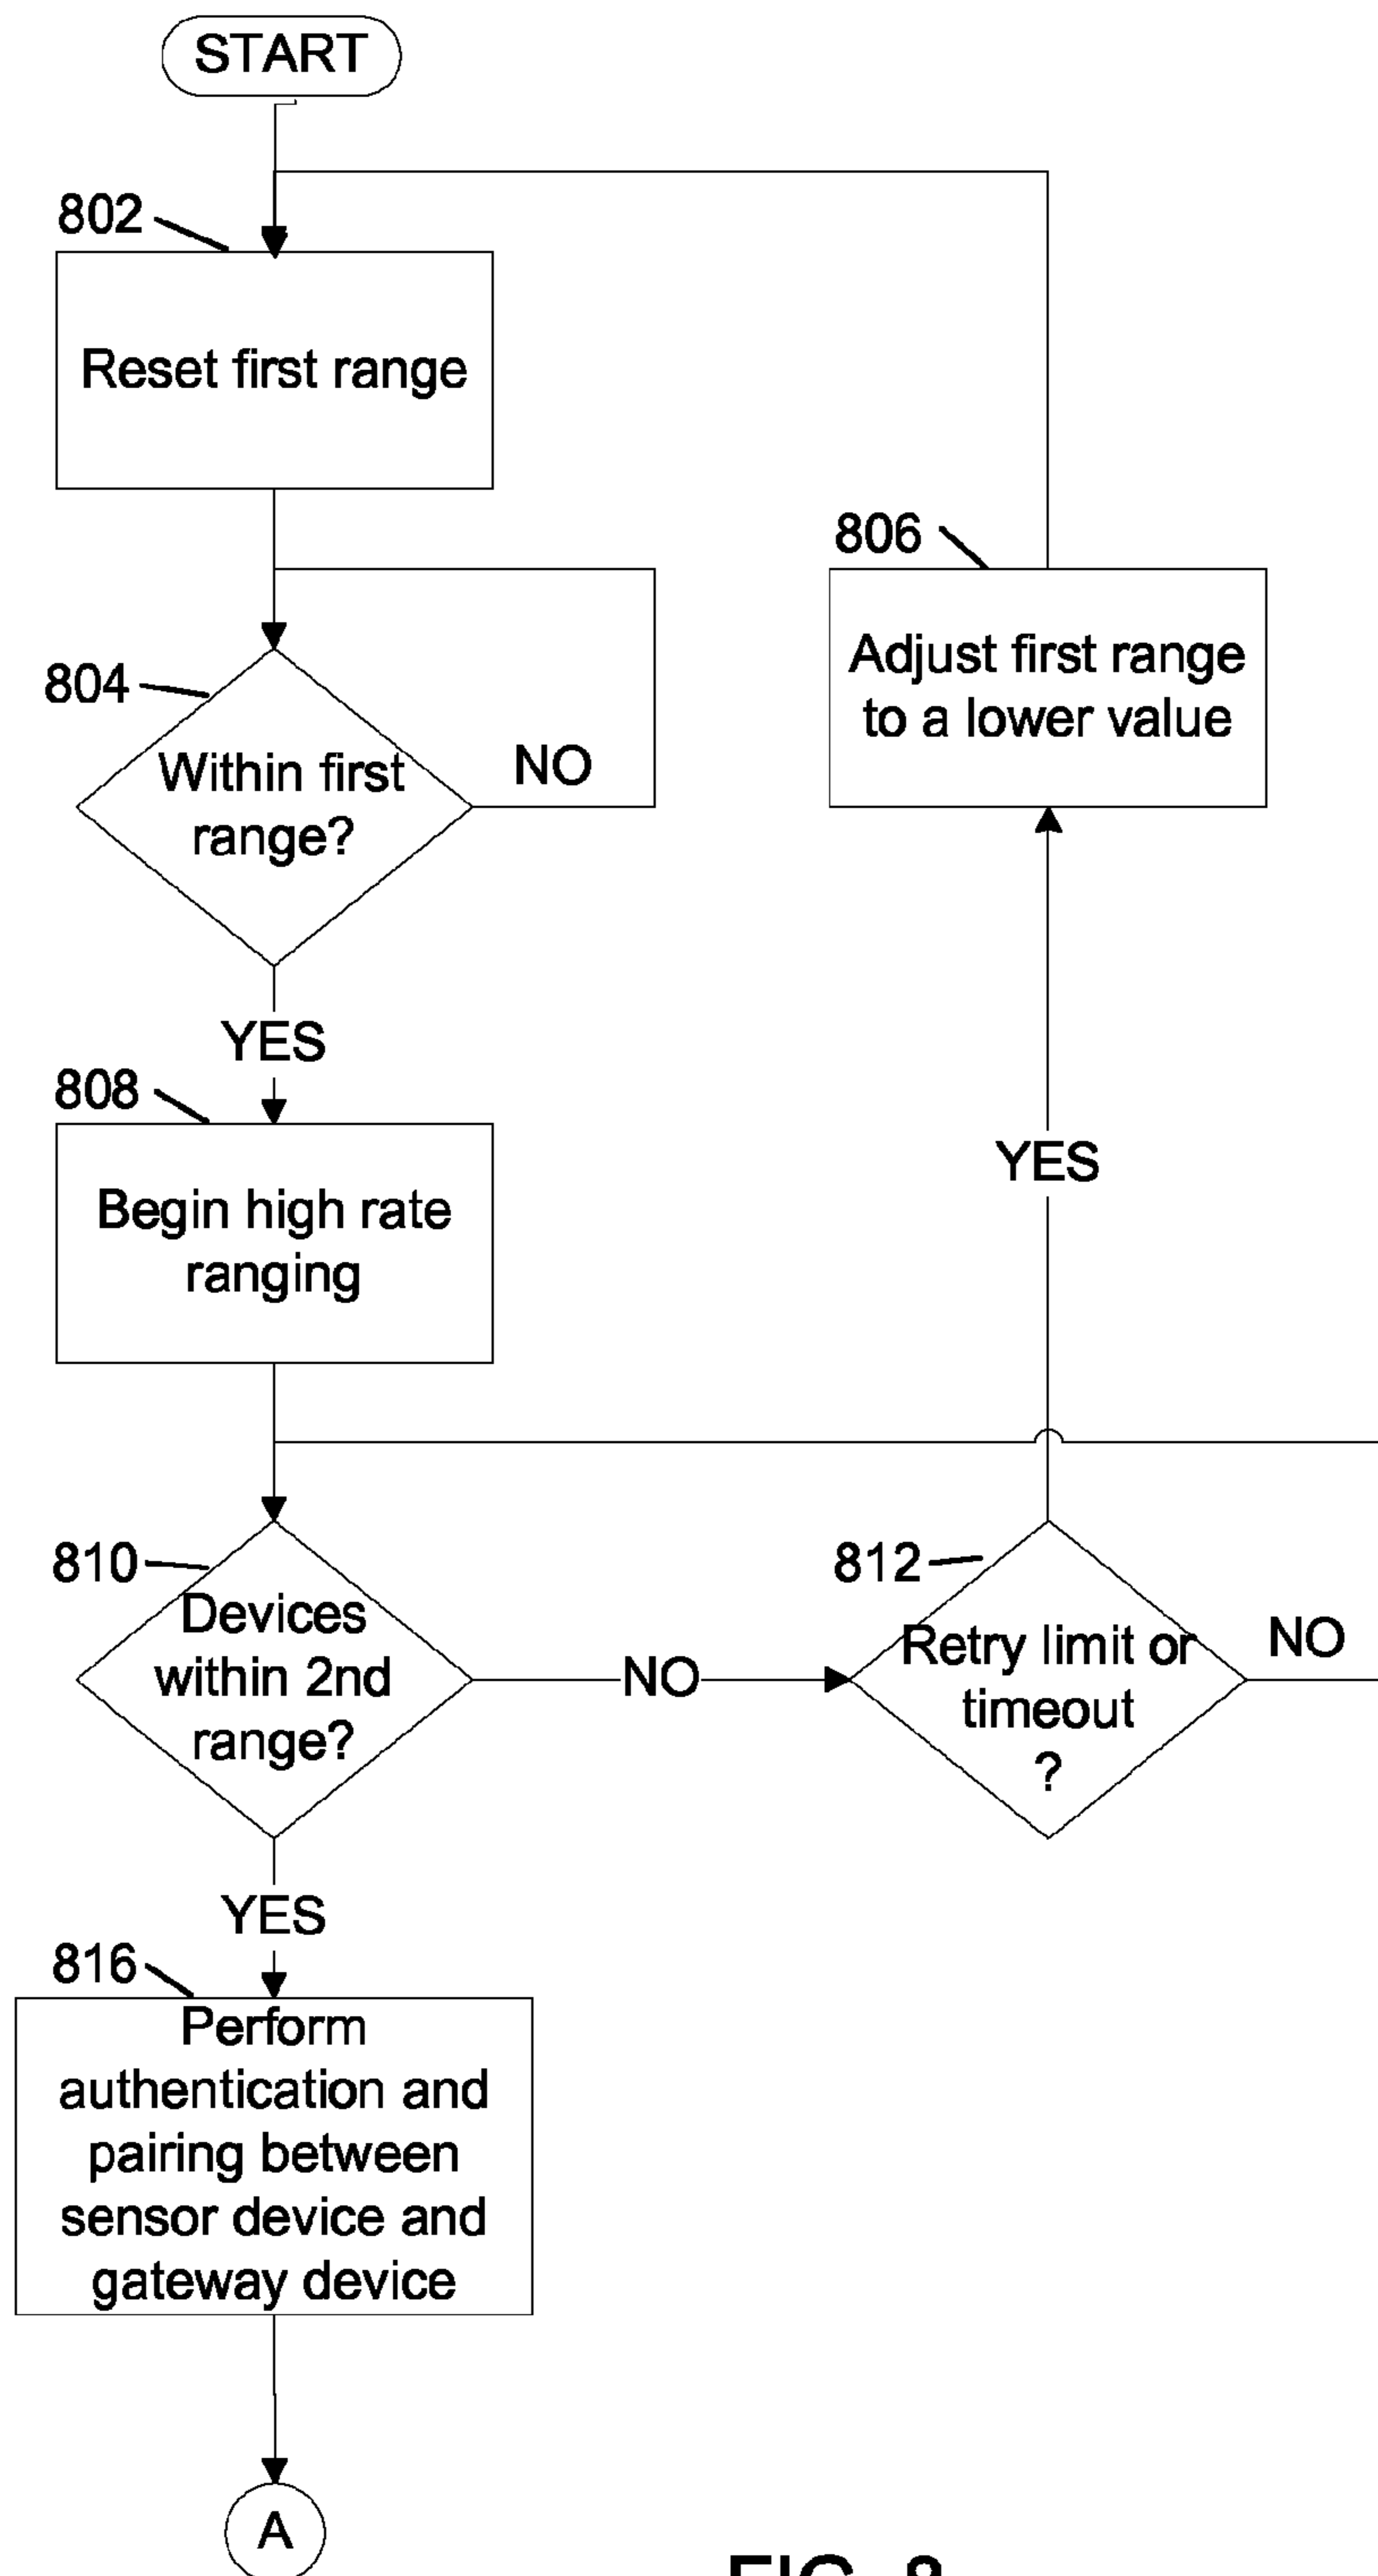 START
802
Reset first range
806
Adjust first range
to a lower value
804
Within first
range?
NO
YES
808
Begin high rate
ranging
YES
810
Devices
within 2nd
range?
NO
812
Retry limit or
timeout
?
NO
YES
816
Perform
authentication and
pairing between
sensor device and
gateway device
A
FIG. 8